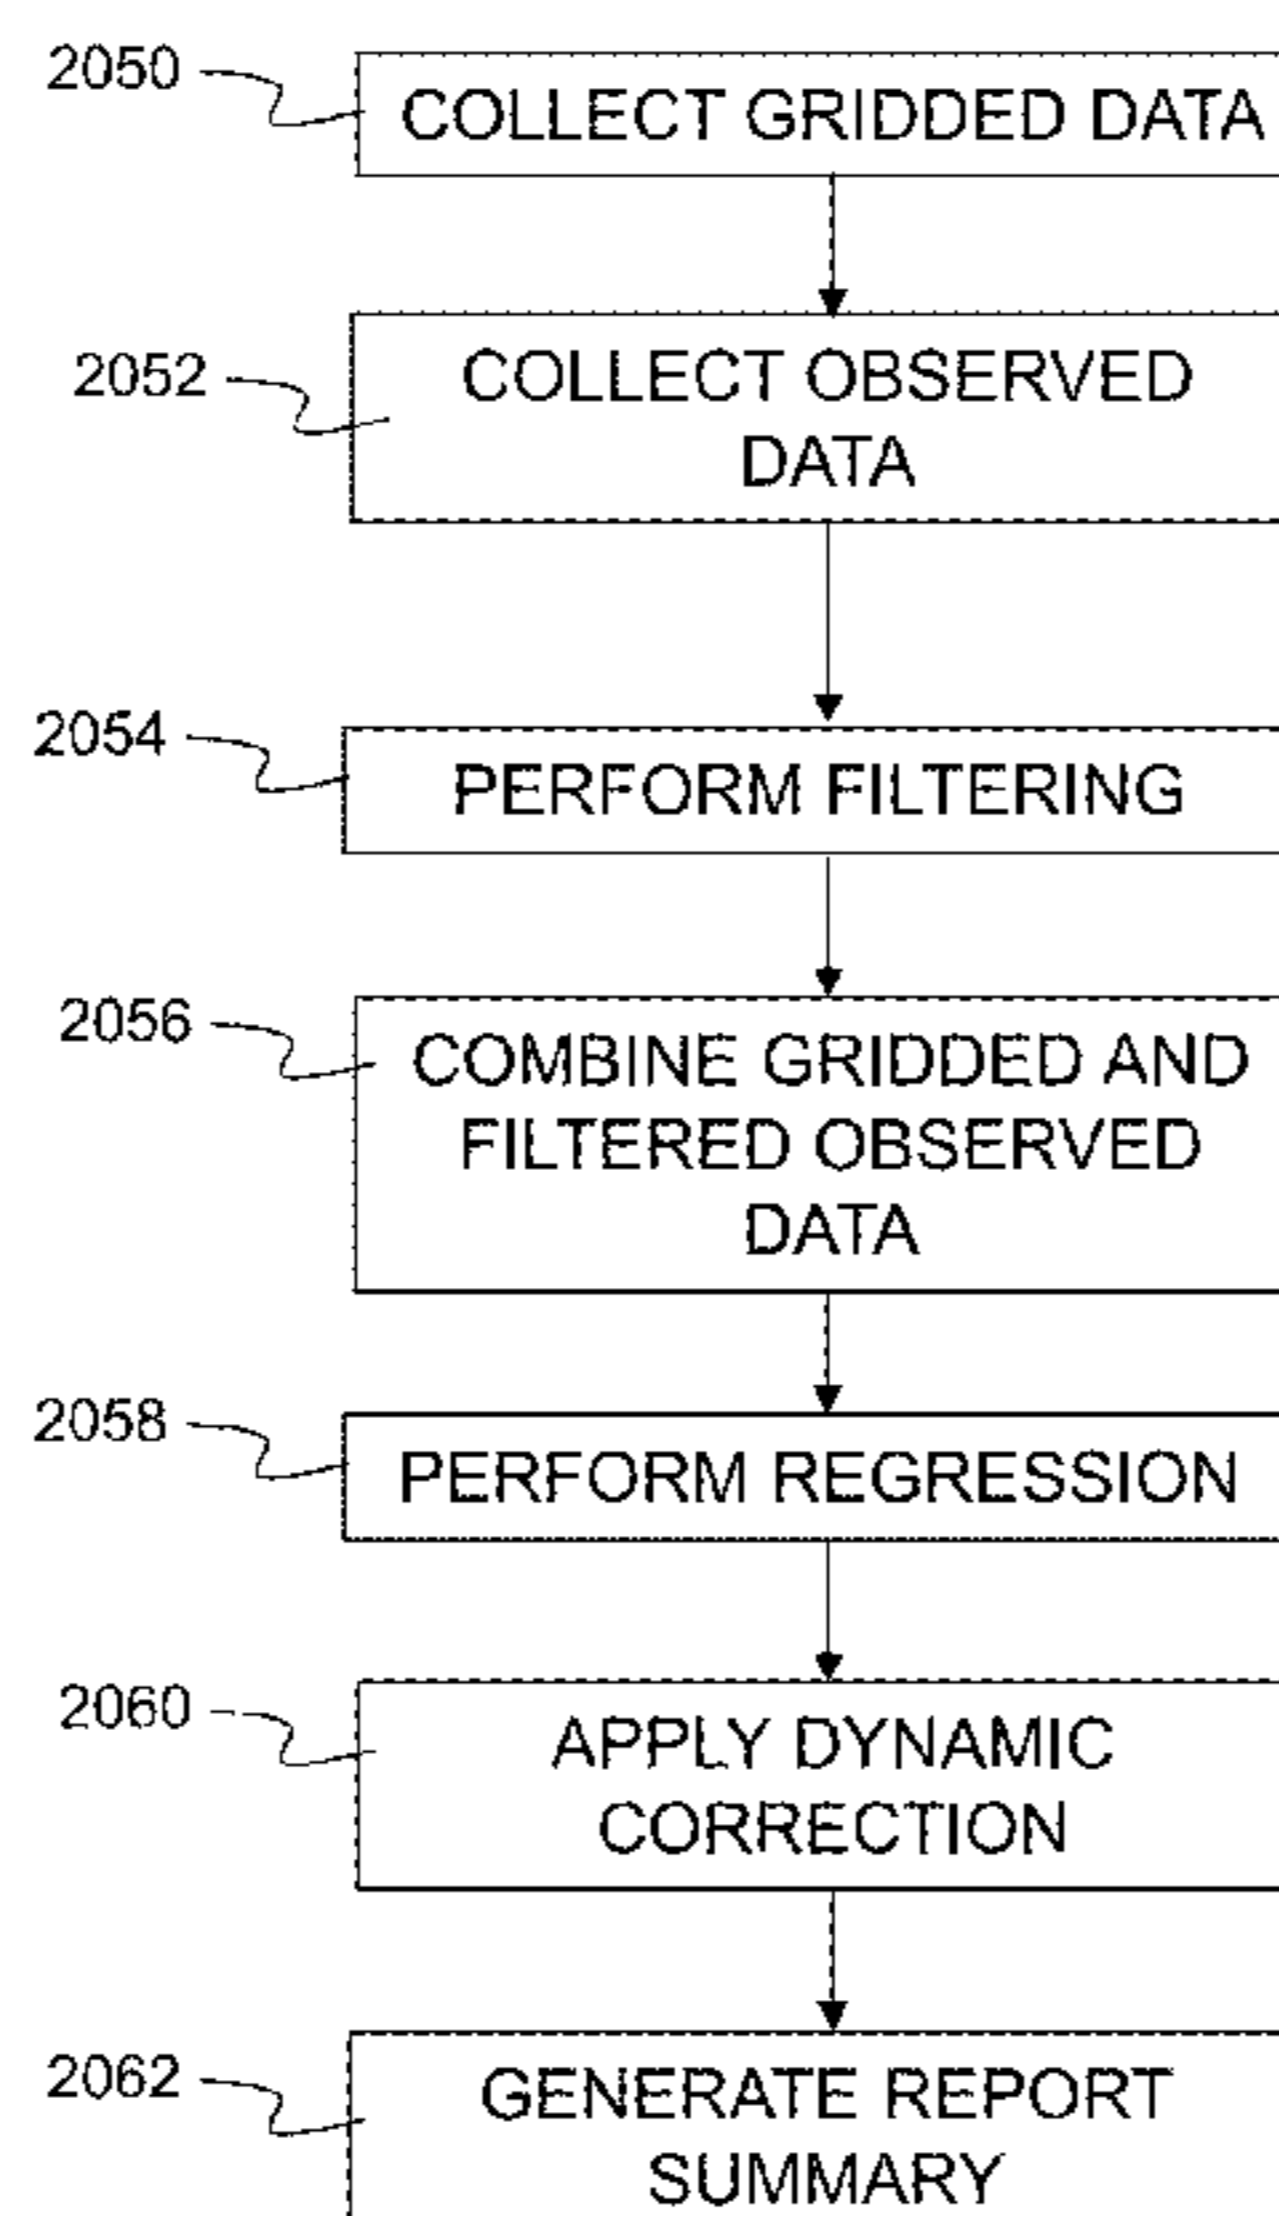 2050
COLLECT GRIDDED DATA
2052
COLLECT OBSERVED
DATA
2054
PERFORM FILTERING
2056
COMBINE GRIDDED AND
FILTERED OBSERVED
DATA
2058
PERFORM REGRESSION
2060
APPLY DYNAMIC
CORRECTION
2062
GENERATE REPORT
SUMMARY